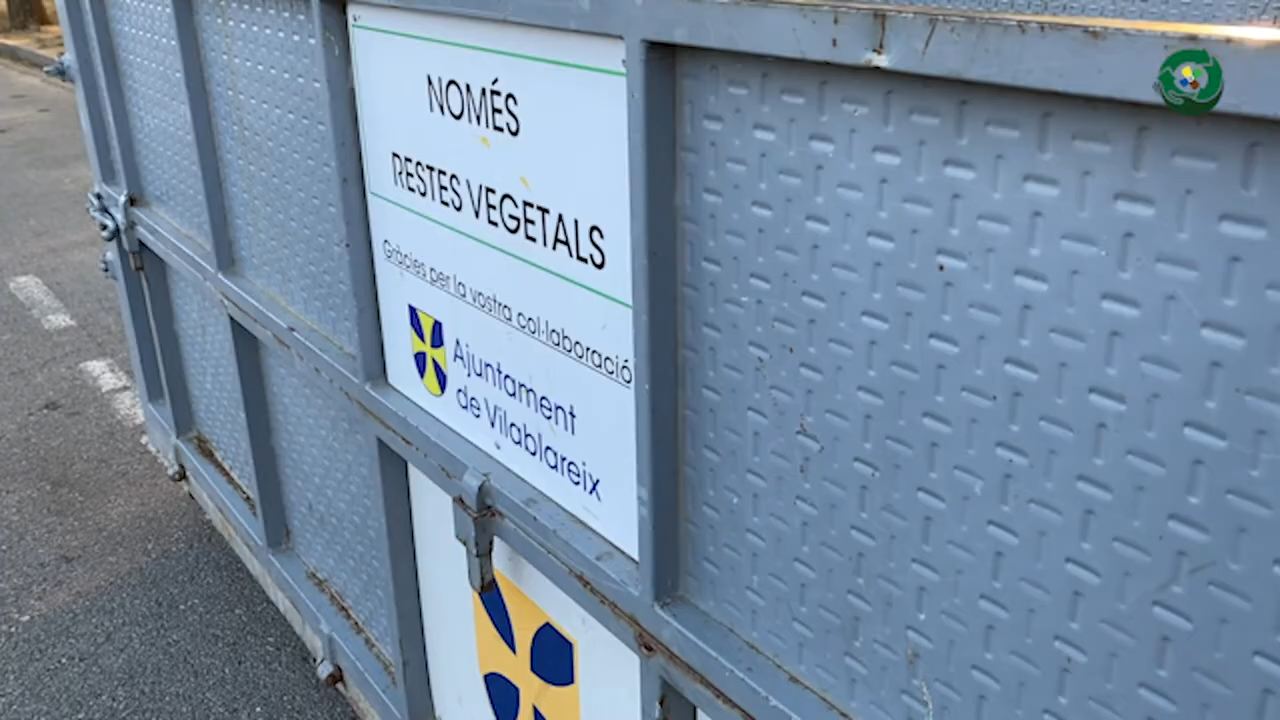 NOMÉS
RESTES VEGETALS
Gràcies per la vostra col·laboració
Ajuntament
de Vilablareix